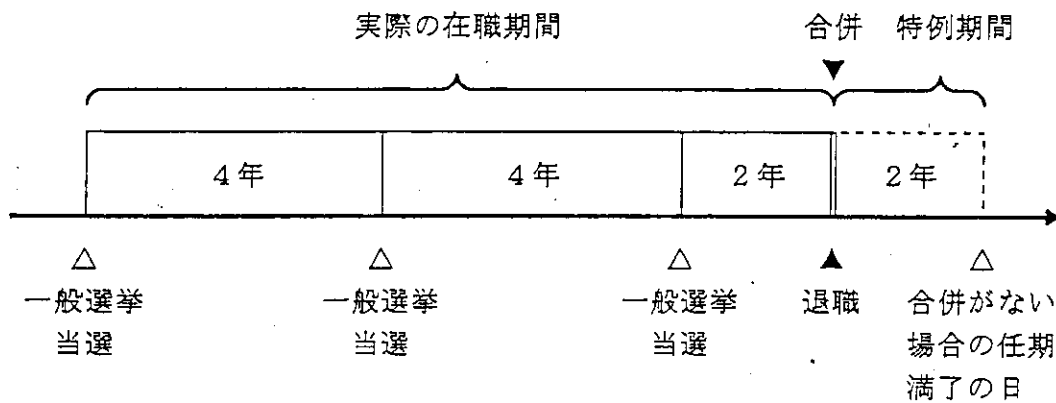 実際の在職期間
合併 特例期間
4年 4年 2年 2年
一般選挙 一般選挙 一般選挙 退職 合併がない
当選 当選 当選 場合の任期
満了の日